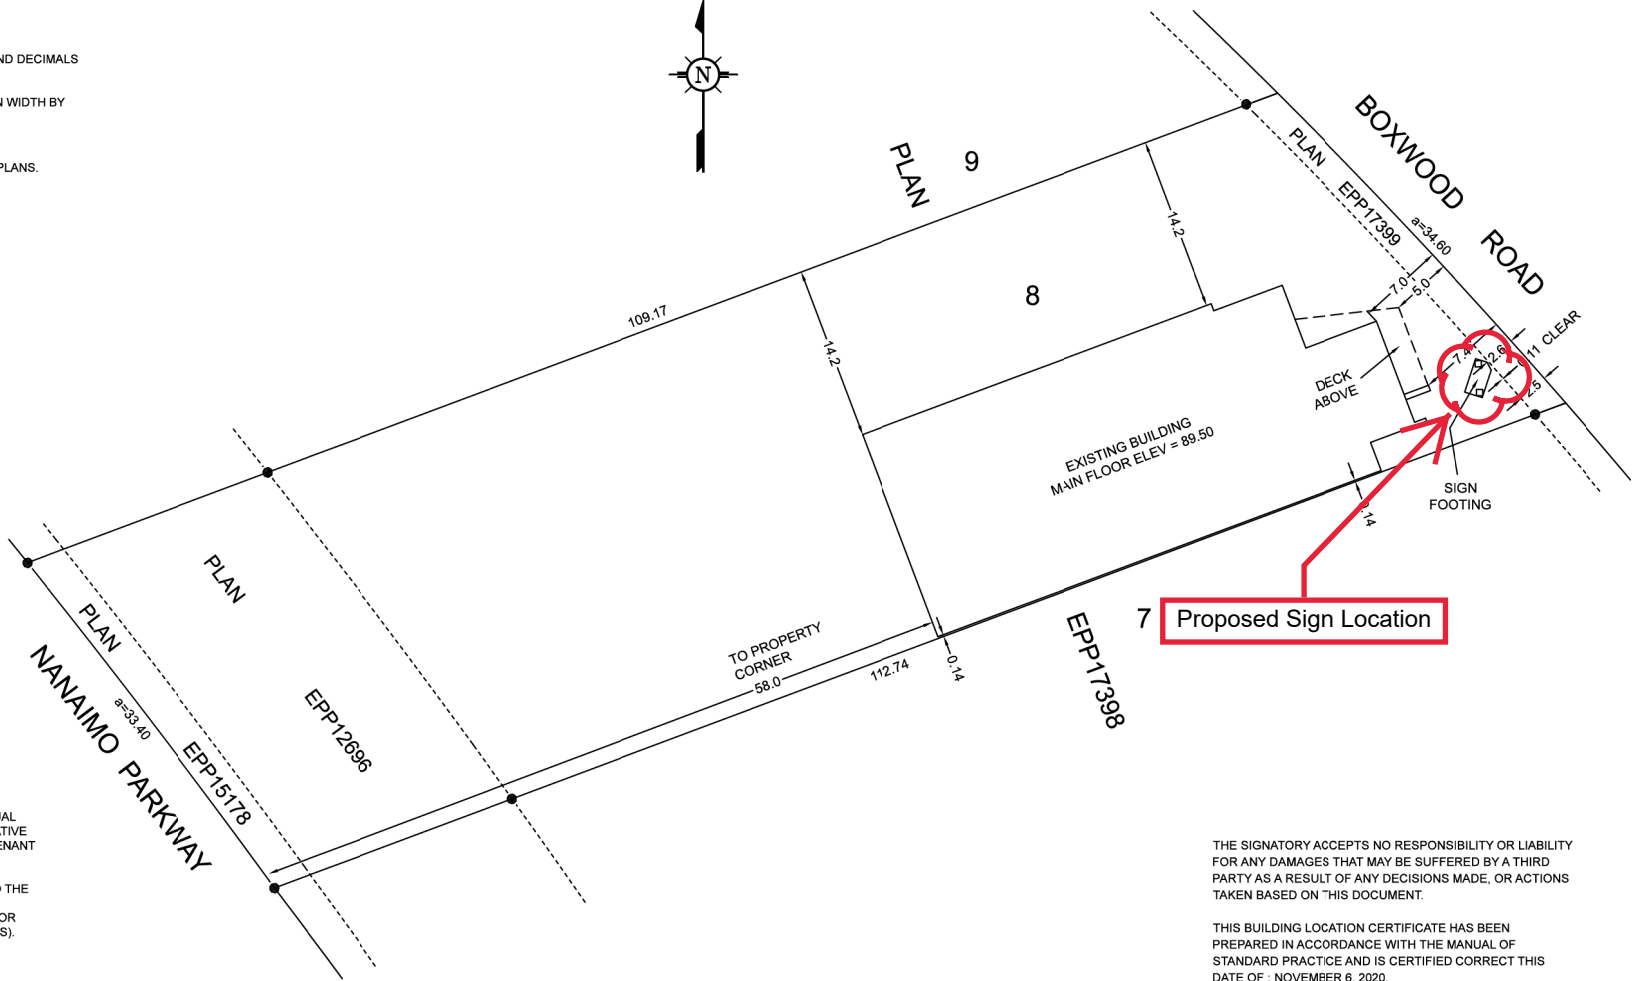 ND DECIMALS
N WIDTH BY
PLANS.
N
PLAN
9
BOXWOOD ROAD
PLAN EPP17399
a=34.60
14.2
7.0
5.0
8
109.17
14.2
11 CLEAR
7.4
2.6
2.5
DECK
ABOVE
EXISTING BUILDING
MAIN FLOOR ELEV = 89.50
SIGN
FOOTING
.14
7
Proposed Sign Location
EPP17398
PLAN
PLAN
EPP12696
EPP15178
NANAIMO PARKWAY
a=33.40
TO PROPERTY
CORNER
58.0
112.74
0.14
UAL
ATIVE
ENANT
O THE
OR
S).
THE SIGNATORY ACCEPTS NO RESPONSIBILITY OR LIABILITY
FOR ANY DAMAGES THAT MAY BE SUFFERED BY A THIRD
PARTY AS A RESULT OF ANY DECISIONS MADE, OR ACTIONS
TAKEN BASED ON THIS DOCUMENT.
THIS BUILDING LOCATION CERTIFICATE HAS BEEN
PREPARED IN ACCORDANCE WITH THE MANUAL OF
STANDARD PRACTICE AND IS CERTIFIED CORRECT THIS
DATE OF : NOVEMBER 6, 2020.